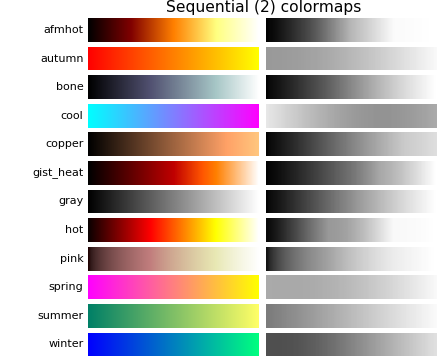 Sequential (2) colormaps
afmhot
autumn
bone
cool
copper
gist_heat
gray
hot
pink
spring
summer
winter